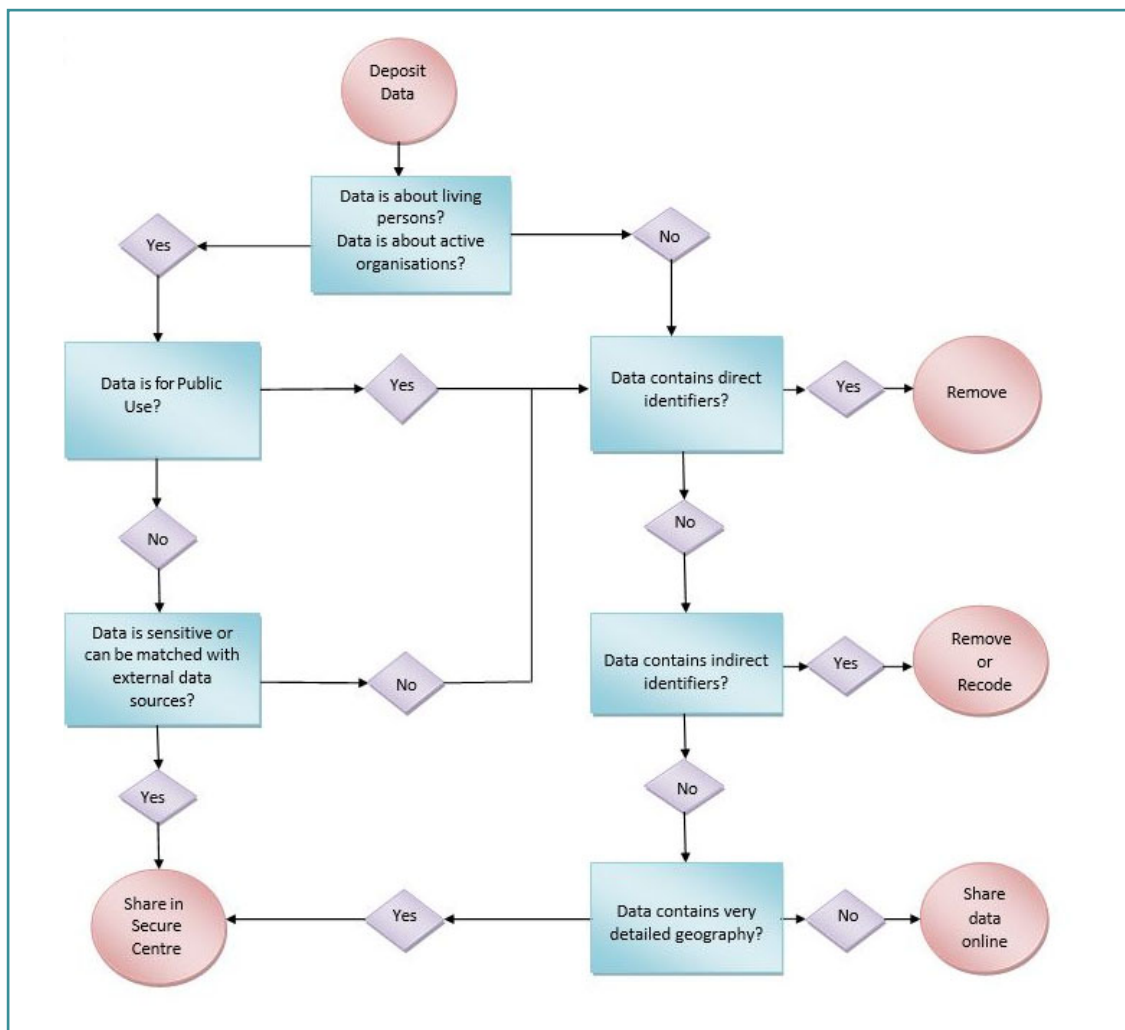 Deposit
Data
Data is about living
persons?
Data is about active
organisations?
Yes
No
Data is for Public
Use?
Yes
Data contains direct
identifiers?
Yes
Remove
No
No
Data is sensitive or
can be matched with
external data
sources?
No
Data contains indirect
identifiers?
Yes
Remove
or
Recode
Yes
No
Share in
Secure
Centre
Yes
Data contains very
detailed geography?
No
Share
data
online